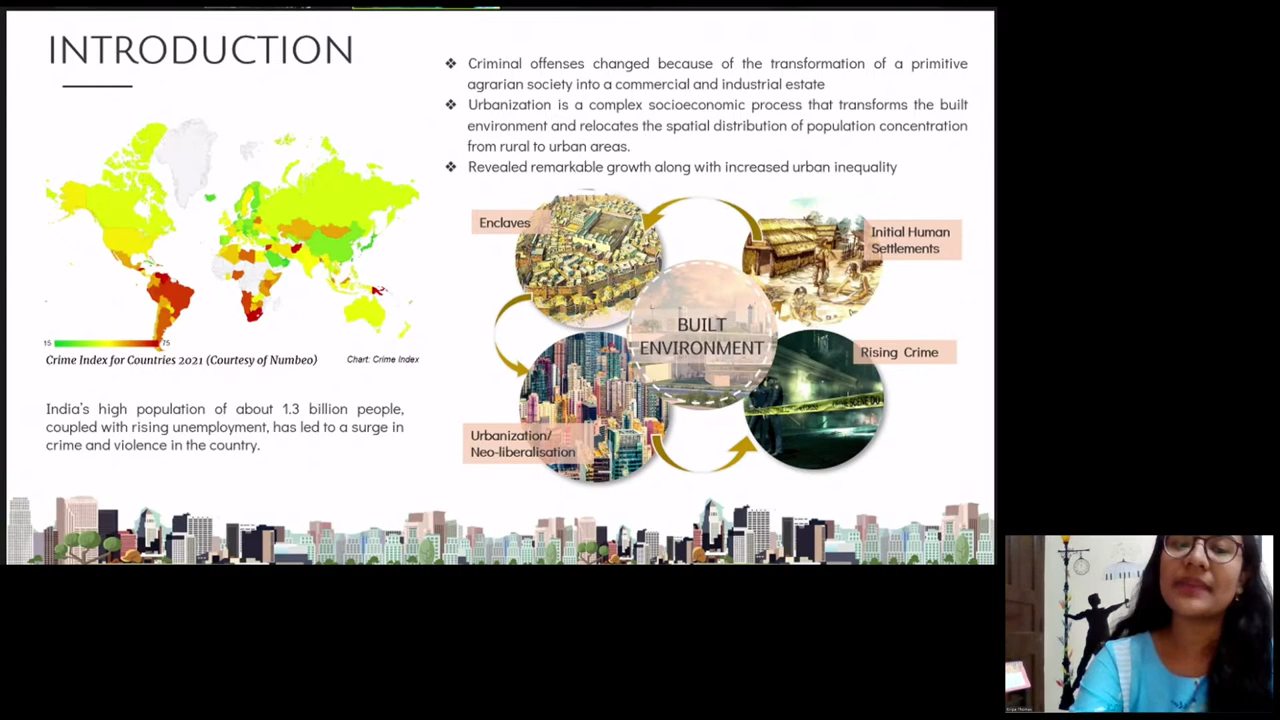 INTRODUCTION
15
75
Crime Index for Countries 2021 (Courtesy of Numbeo)
Chart: Crime Index
India's high population of about 1.3 billion people,
coupled with rising unemployment, has led to a surge in
crime and violence in the country.
❖ Criminal offenses changed because of the transformation of a primitive
agrarian society into a commercial and industrial estate
❖ Urbanization is a complex socioeconomic process that transforms the built
environment and relocates the spatial distribution of population concentration
from rural to urban areas.
❖ Revealed remarkable growth along with increased urban inequality
Enclaves
Initial Human
Settlements
BUILT
ENVIRONMENT
Rising Crime
Urbanization/
Neo-liberalisation